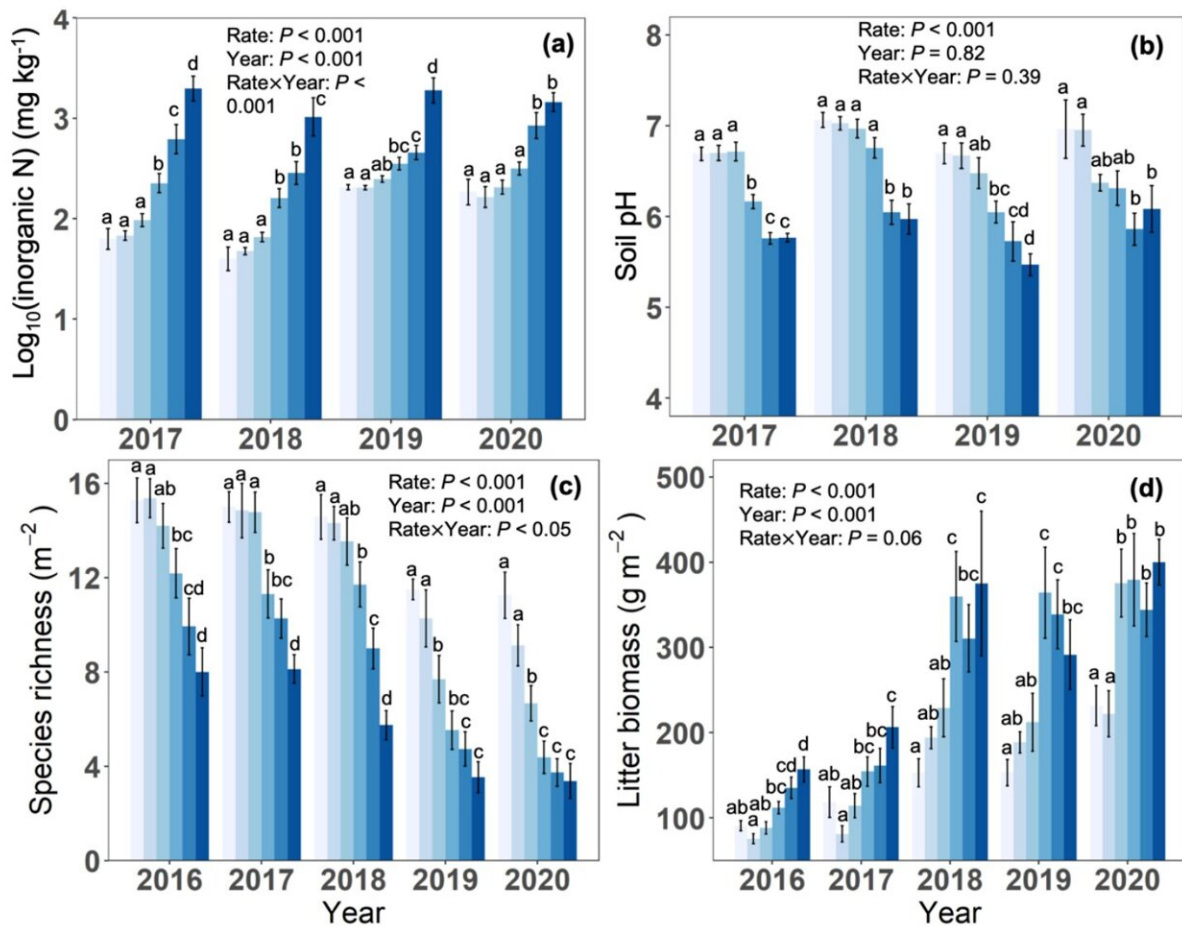 Log₁₀(inorganic N) (mg kg⁻¹)
4
3
2
1
0
Rate: P < 0.001
Year: P < 0.001
Rate×Year: P <
0.001
(a)
a a a b c d
a a a b b c
a a ab bc c d
a a a a b b
2017 2018 2019 2020
Soil pH
8
7
6
5
4
Rate: P < 0.001
Year: P = 0.82
Rate×Year: P = 0.39
(b)
a a a b c c
a a a a b b
a a ab bc cd d
a a ab ab b b
2017 2018 2019 2020
Species richness (m⁻²)
16
12
8
4
0
Rate: P < 0.001
Year: P < 0.001
Rate×Year: P < 0.05
(c)
a a ab bc cd d
a a a b bc d
a a ab b c d
a a b bc c c
a a b c c c
2016 2017 2018 2019 2020
Year
Litter biomass (g m⁻²)
500
400
300
200
100
Rate: P < 0.001
Year: P < 0.001
Rate×Year: P = 0.06
(d)
ab a ab bc cd d
ab a ab bc bc c
a ab ab c bc c
a ab ab c c bc
a a b b b b
2016 2017 2018 2019 2020
Year